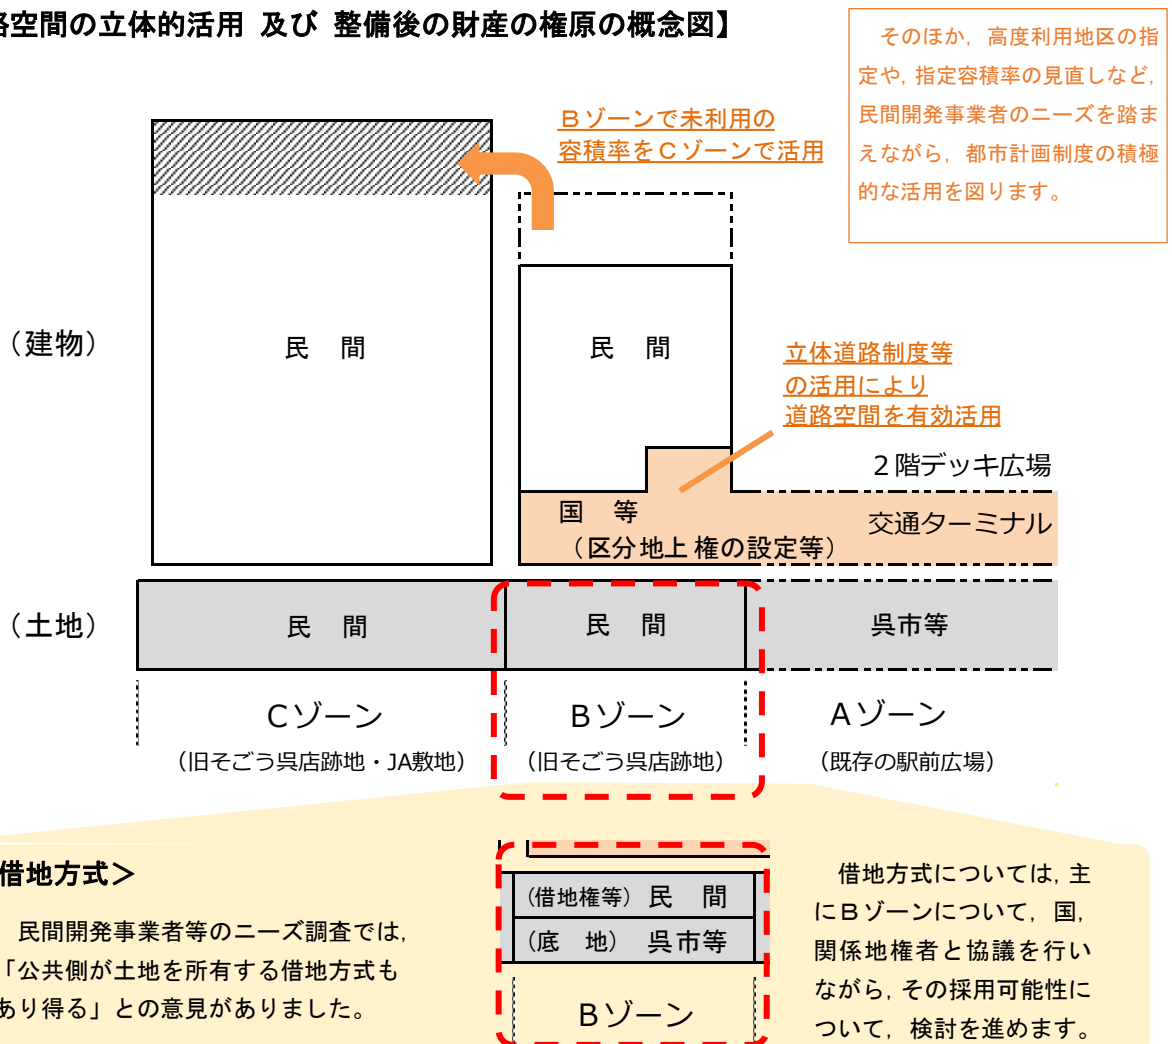 路空間の立体的活用 及び 整備後の財産の権原の概念図】
そのほか，高度利用地区の指
定や，指定容積率の見直しなど，
民間開発事業者のニーズを踏ま
えながら，都市計画制度の積極
的な活用を図ります。
Ｂゾーンで未利用の
容積率をＣゾーンで活用
（建物）
民　間
民　間
立体道路制度等
の活用により
道路空間を有効活用
２階デッキ広場
国　等
（区分地上権の設定等）
交通ターミナル
（土地）
民　間
民　間
呉市等
Ｃゾーン
Ｂゾーン
Ａゾーン
（旧そごう呉店跡地・JA敷地）
（旧そごう呉店跡地）
（既存の駅前広場）
借地方式＞
民間開発事業者等のニーズ調査では，
「公共側が土地を所有する借地方式も
あり得る」との意見がありました。
（借地権等）民　間
（底　地）呉市等
Ｂゾーン
借地方式については，主
にＢゾーンについて，国，
関係地権者と協議を行い
ながら，その採用可能性に
ついて，検討を進めます。